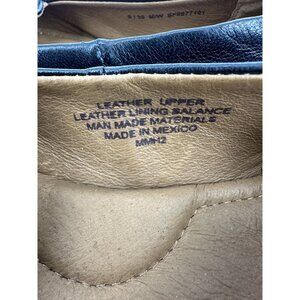 LEATHER UPPER
LEATHER LINING BALANCE
MAN MADE MATERIALS
MADE IN MEXICO
MMH2